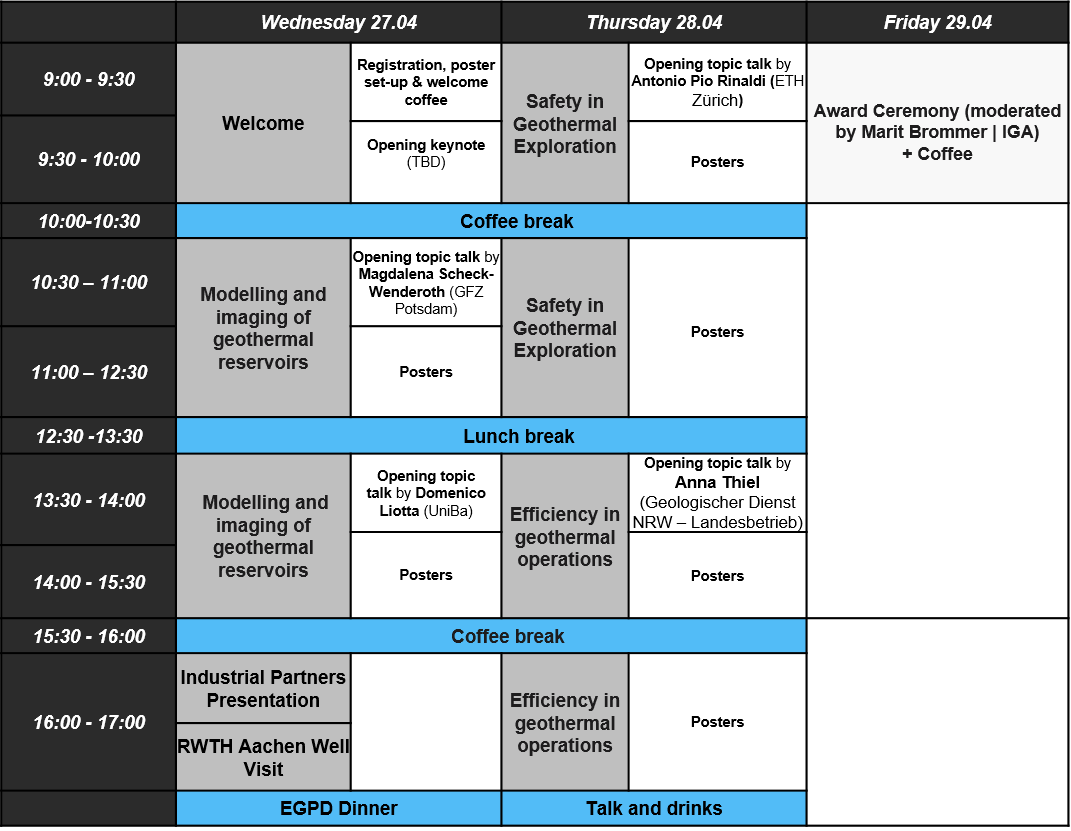 Wednesday 27.04
Thursday 28.04
Friday 29.04
9:00 - 9:30
Welcome
Registration, poster
set-up & welcome
coffee
Safety in
Geothermal
Exploration
Opening topic talk by
Antonio Pio Rinaldi (ETH
Zürich)
Award Ceremony (moderated
by Marit Brommer | IGA)
+ Coffee
9:30 - 10:00
Opening keynote
(TBD)
Posters
10:00-10:30
Coffee break
10:30 – 11:00
Modelling and
imaging of
geothermal
reservoirs
Opening topic talk by
Magdalena Scheck-
Wenderoth (GFZ
Potsdam)
Safety in
Geothermal
Exploration
Posters
11:00 – 12:30
Posters
12:30 -13:30
Lunch break
13:30 - 14:00
Modelling and
imaging of
geothermal
reservoirs
Opening topic
talk by Domenico
Liotta (UniBa)
Efficiency in
geothermal
operations
Opening topic talk by
Anna Thiel
(Geologischer Dienst
NRW – Landesbetrieb)
14:00 - 15:30
Posters
Posters
15:30 - 16:00
Coffee break
16:00 - 17:00
Industrial Partners
Presentation
RWTH Aachen Well
Visit
Efficiency in
geothermal
operations
Posters
EGPD Dinner
Talk and drinks